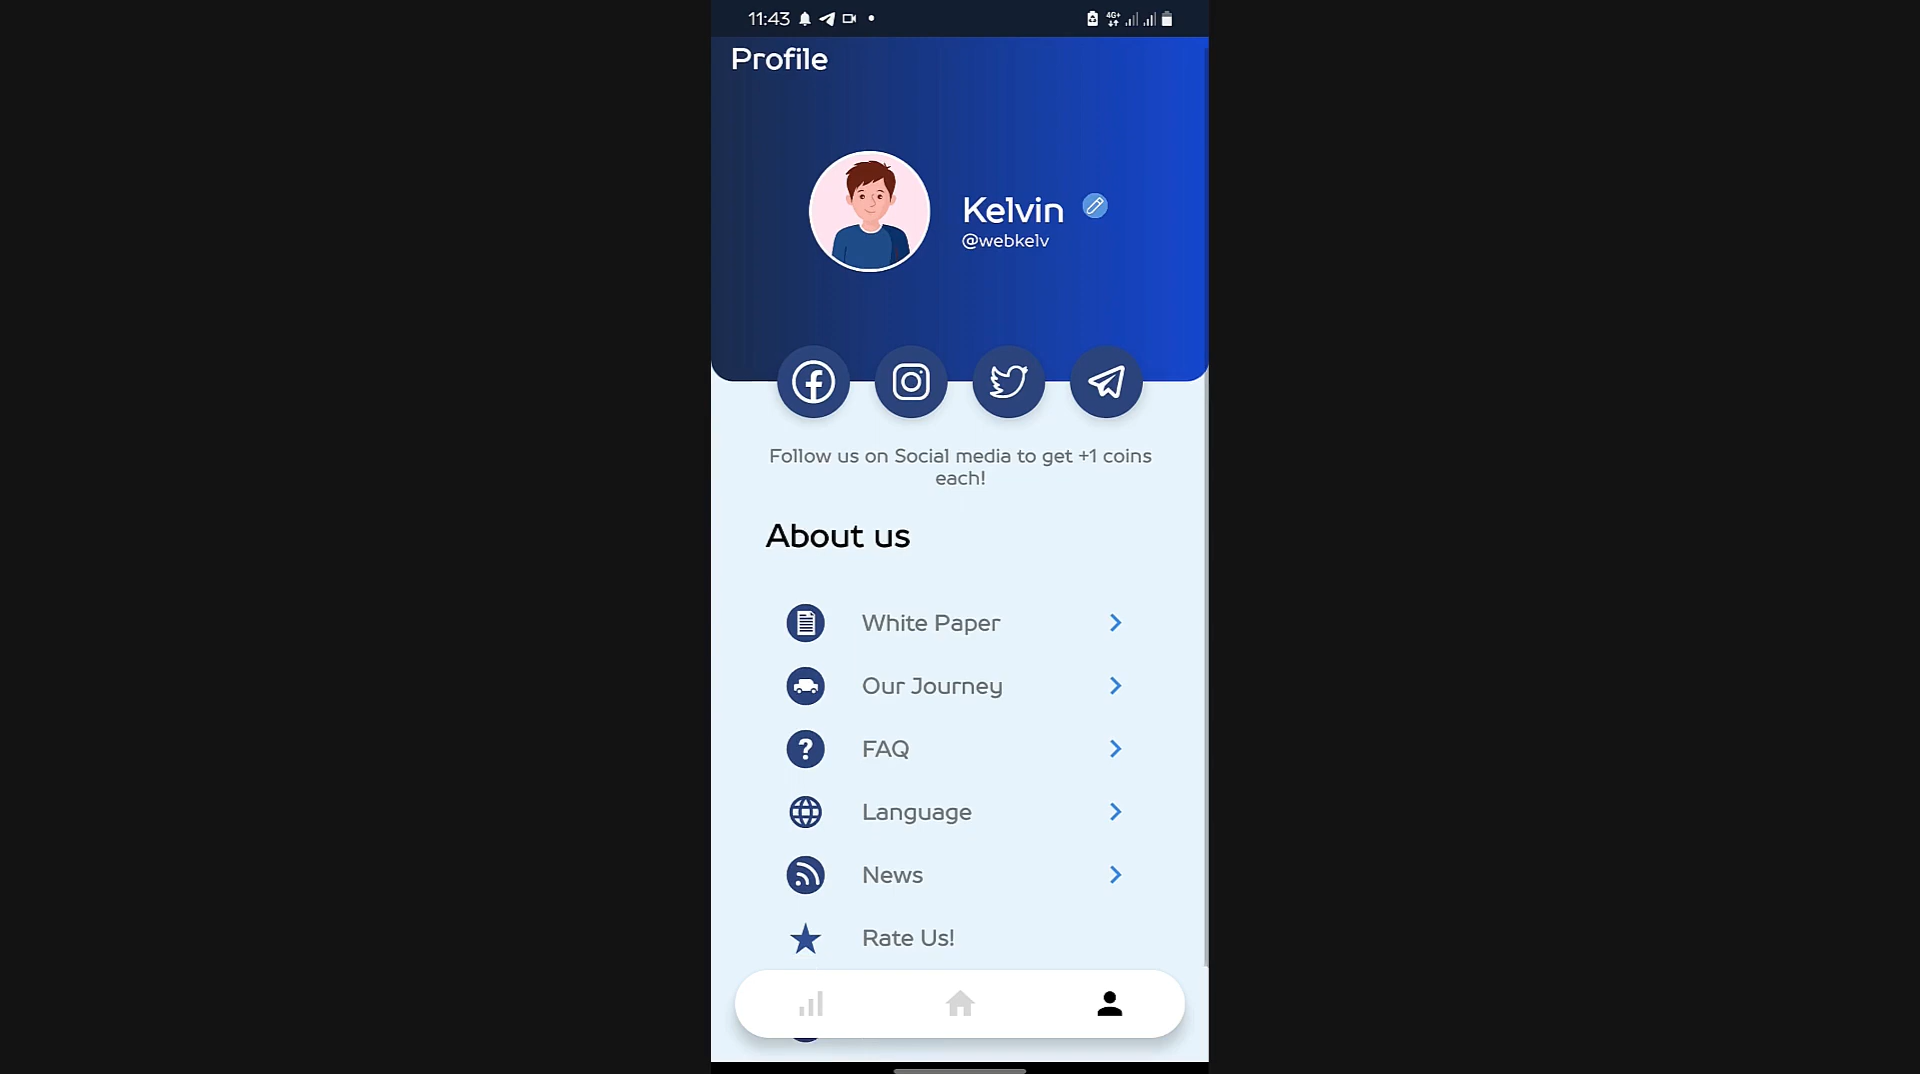 11:43
4G+
Profile
Kelvin
@webkelv
Follow us on Social media to get +1 coins
each!
About us
White Paper
Our Journey
FAQ
Language
News
Rate Us!